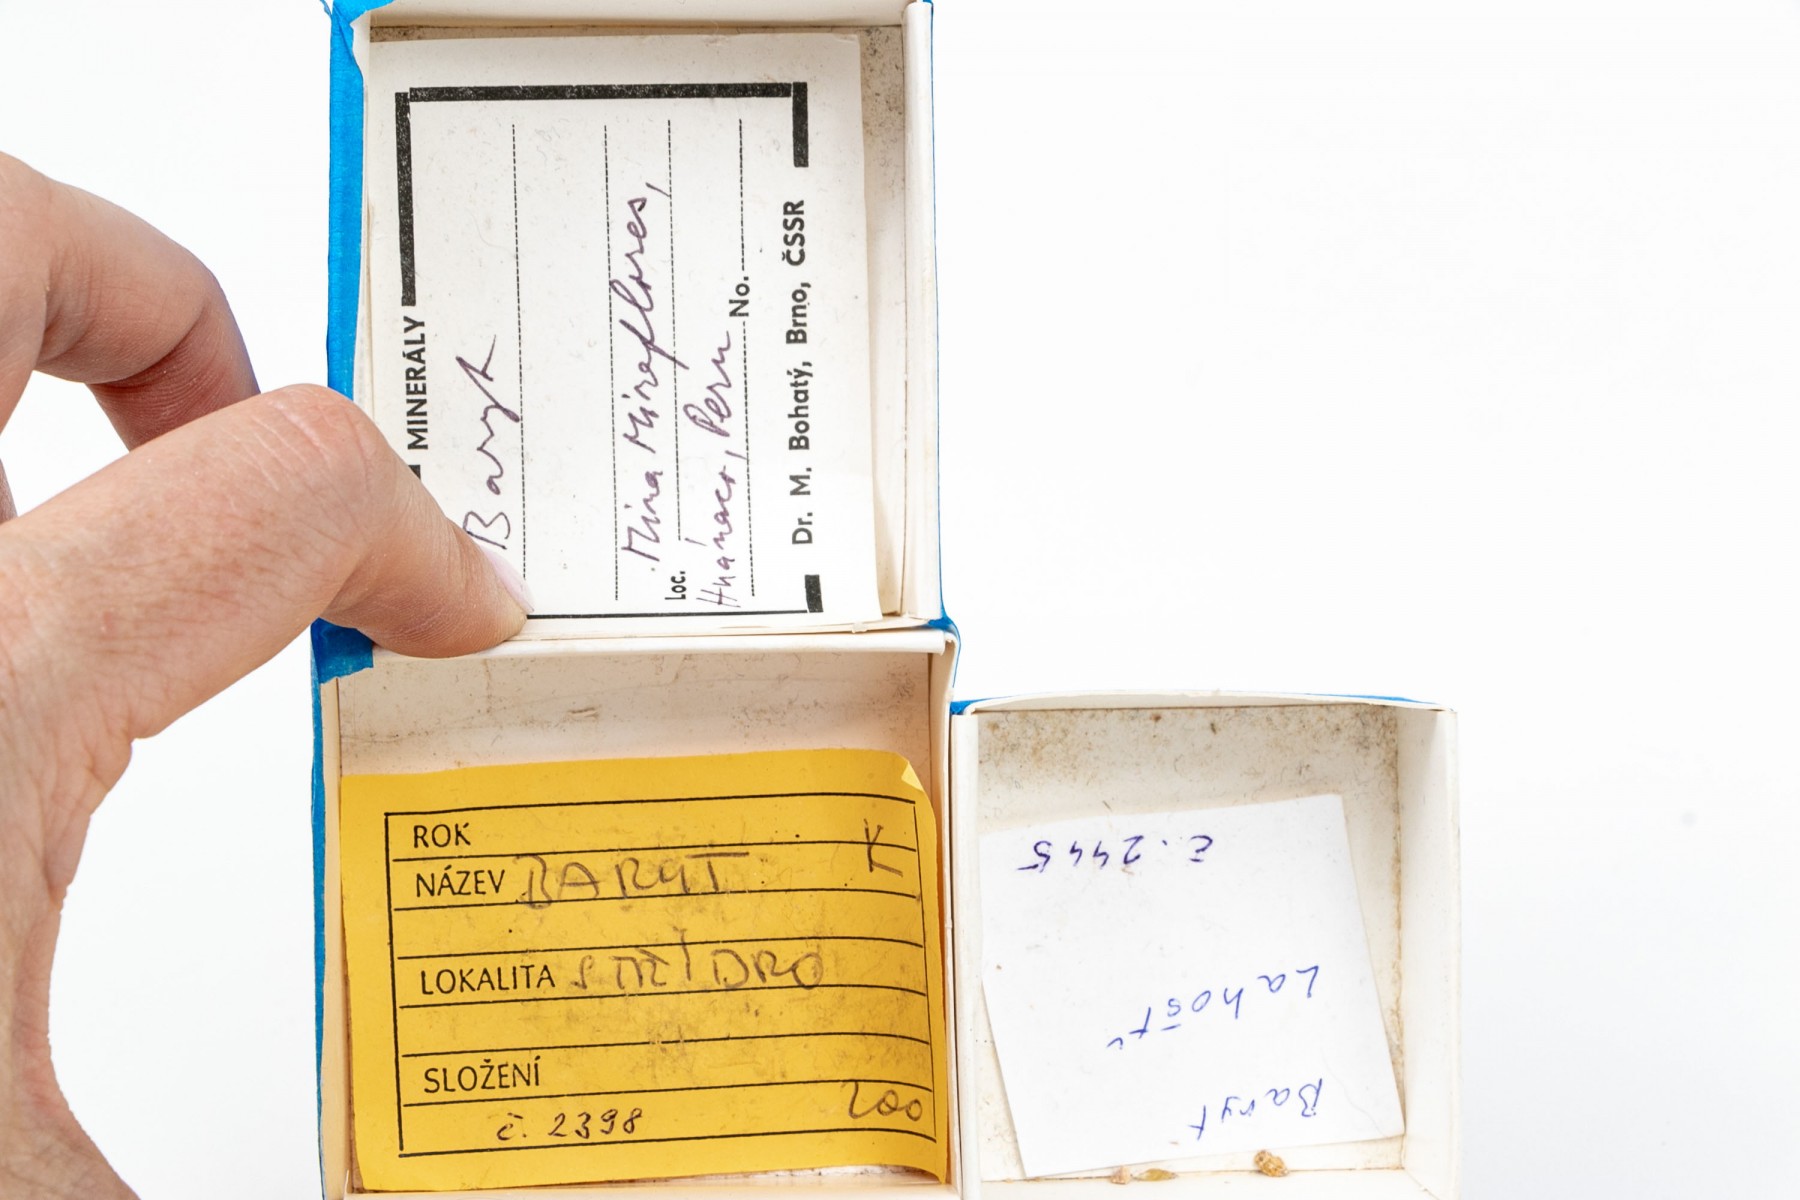 MINERÁLY
Baryt
Mina Miraflores,
Loc.
Huánaco, Peru No.
Dr. M. Bohatý, Brno, ČSSR
ROK
NÁZEV BARYT K
LOKALITA STŘÍBRO
SLOŽENÍ
č. 2398 200
Baryt
Lahošť
č. 2445